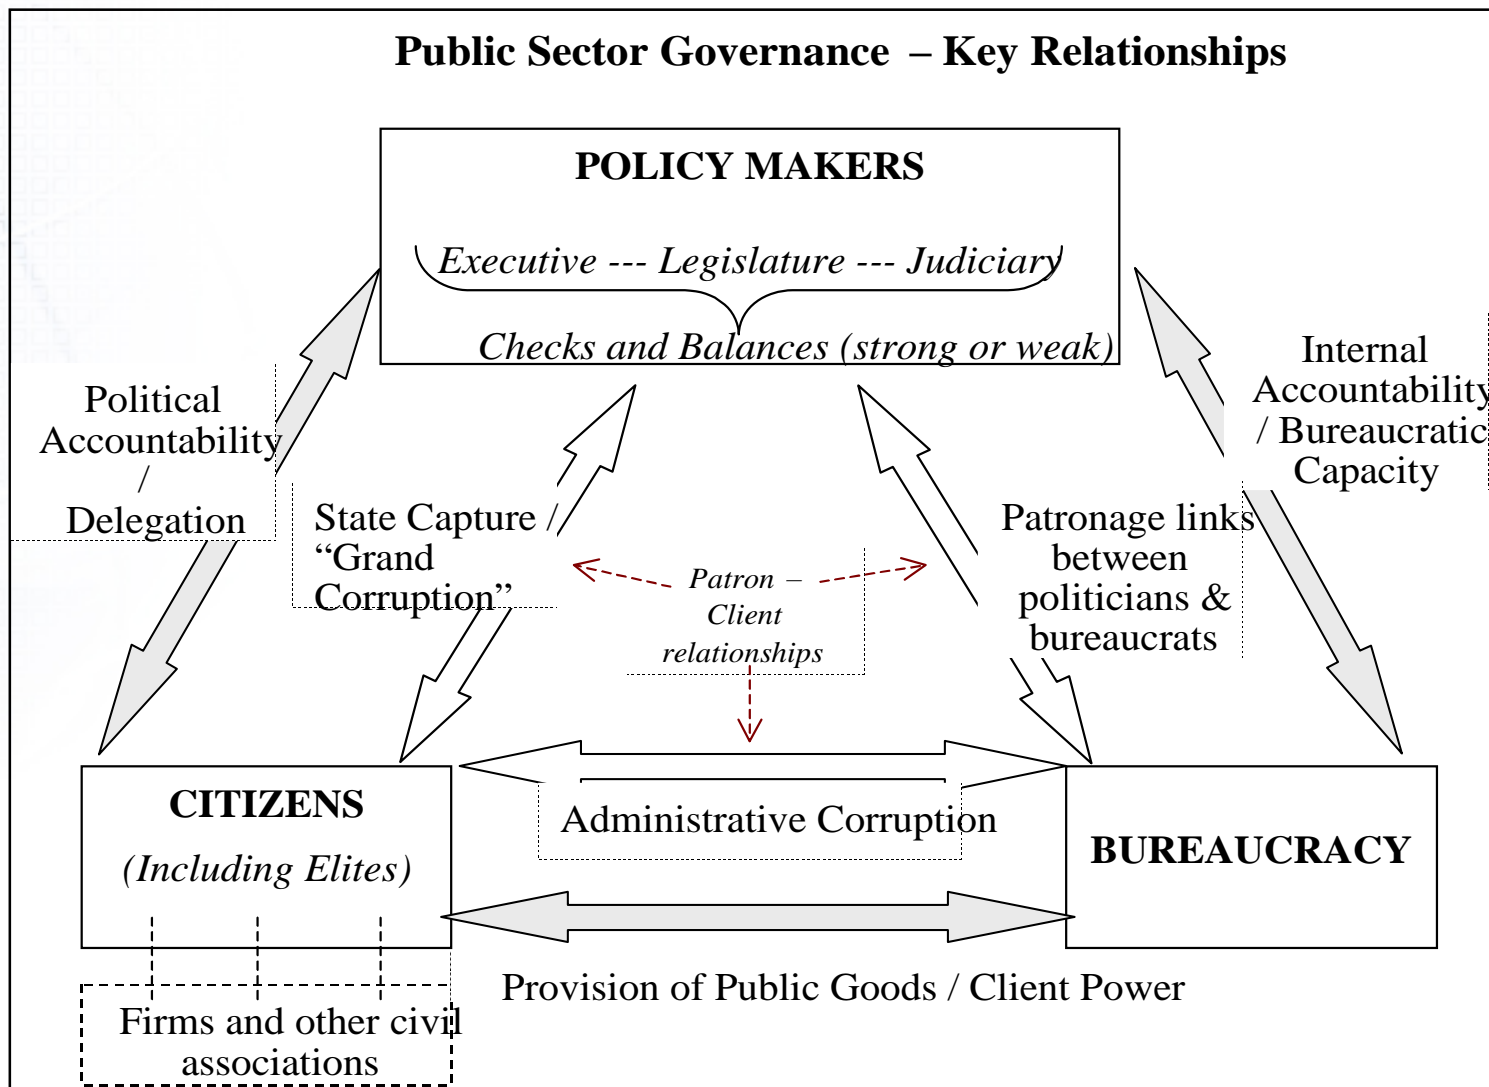 Public Sector Governance – Key Relationships
POLICY MAKERS
Executive --- Legislature --- Judiciary
Checks and Balances (strong or weak)
Political
Accountability
/
Delegation
Internal
Accountability
/ Bureaucratic
Capacity
State Capture /
“Grand
Corruption”
Patron –
Client
relationships
Patronage links
between
politicians &
bureaucrats
CITIZENS
(Including Elites)
Administrative Corruption
BUREAUCRACY
Provision of Public Goods / Client Power
Firms and other civil
associations